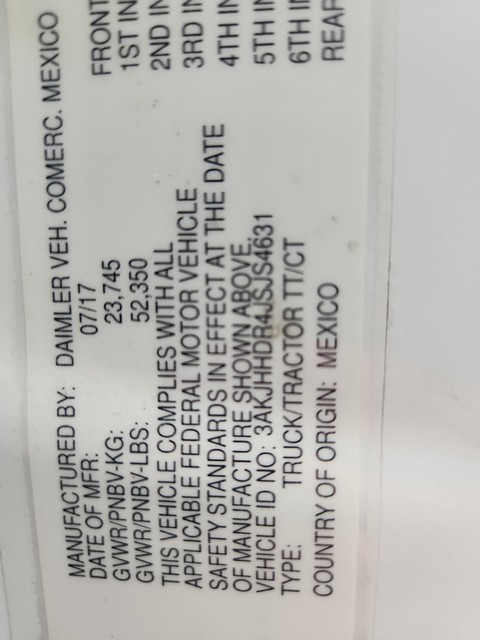 MANUFACTURED BY: DAIMLER VEH. COMERC. MEXICO
DATE OF MFR: 07/17
GVWR/PNBV-KG: 23,745
GVWR/PNBV-LBS: 52,350
THIS VEHICLE COMPLIES WITH ALL
APPLICABLE FEDERAL MOTOR VEHICLE
SAFETY STANDARDS IN EFFECT AT THE DATE
OF MANUFACTURE SHOWN ABOVE.
VEHICLE ID NO: 3AKJHHDR4JSJS4631
TYPE: TRUCK/TRACTOR TT/CT
COUNTRY OF ORIGIN: MEXICO
FRONT
1ST IN
2ND IN
3RD IN
4TH IN
5TH IN
6TH IN
REAR